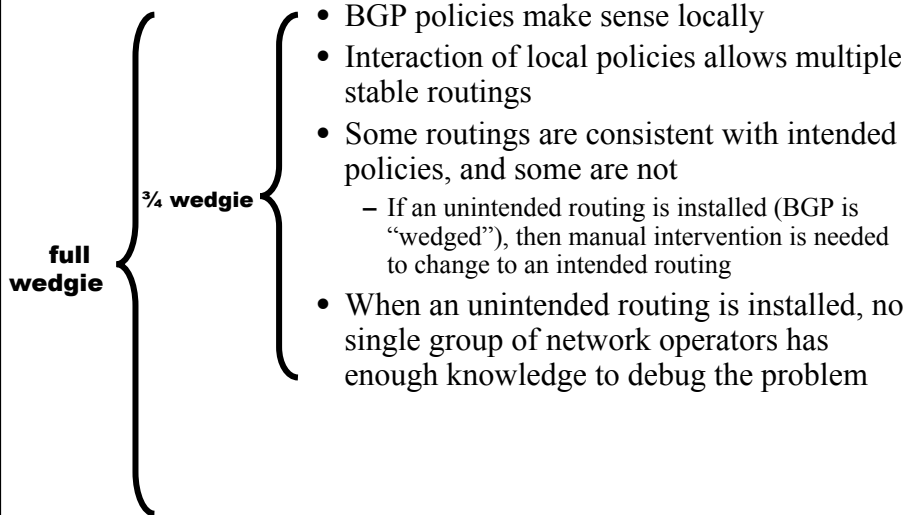 • BGP policies make sense locally
• Interaction of local policies allows multiple
stable routings
• Some routings are consistent with intended
policies, and some are not
– If an unintended routing is installed (BGP is
“wedged”), then manual intervention is needed
to change to an intended routing
• When an unintended routing is installed, no
single group of network operators has
enough knowledge to debug the problem
¾ wedgie
full
wedgie